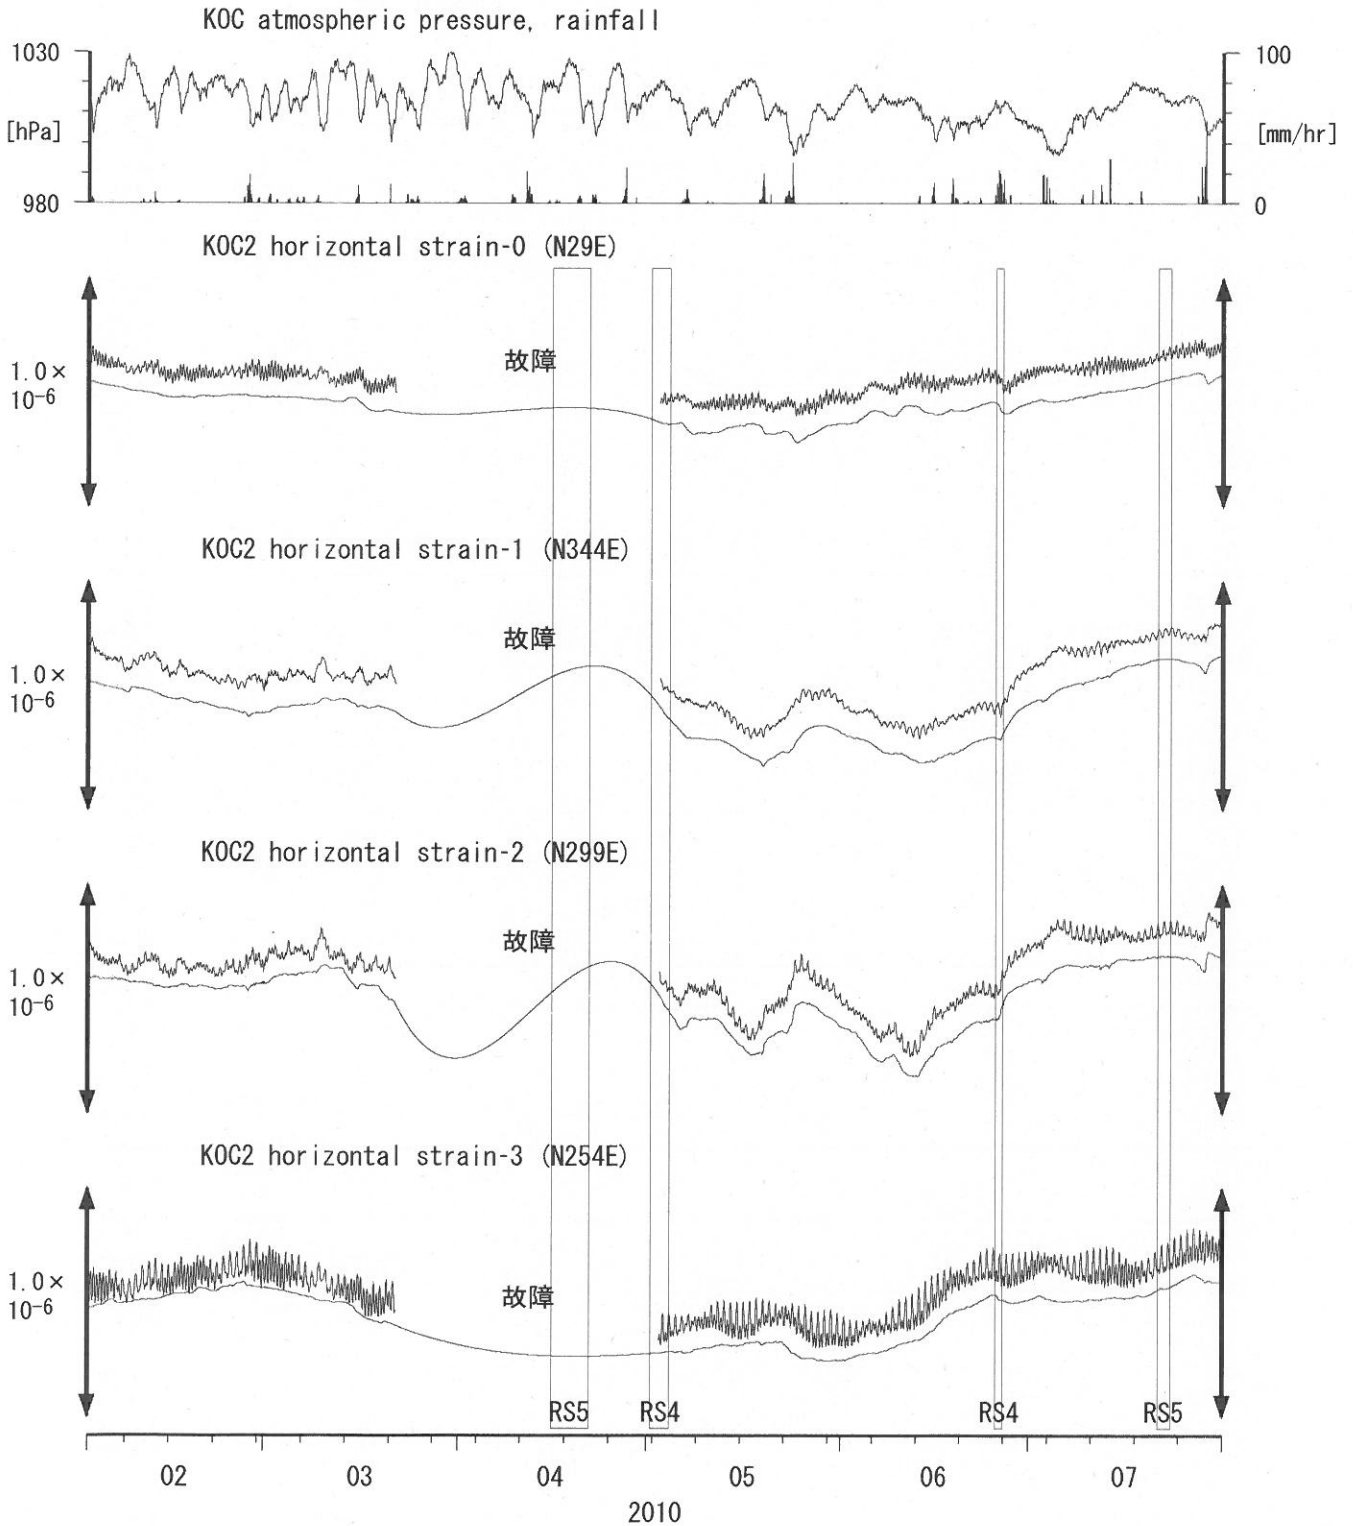 KOC atmospheric pressure, rainfall
1030
100
[hPa]
[mm/hr]
980
0
KOC2 horizontal strain-0 (N29E)
故障
1.0×
10-6
KOC2 horizontal strain-1 (N344E)
故障
1.0×
10-6
KOC2 horizontal strain-2 (N299E)
故障
1.0×
10-6
KOC2 horizontal strain-3 (N254E)
1.0×
10-6
故障
RS5 RS4 RS4 RS5
02 03 04 05 06 07
2010